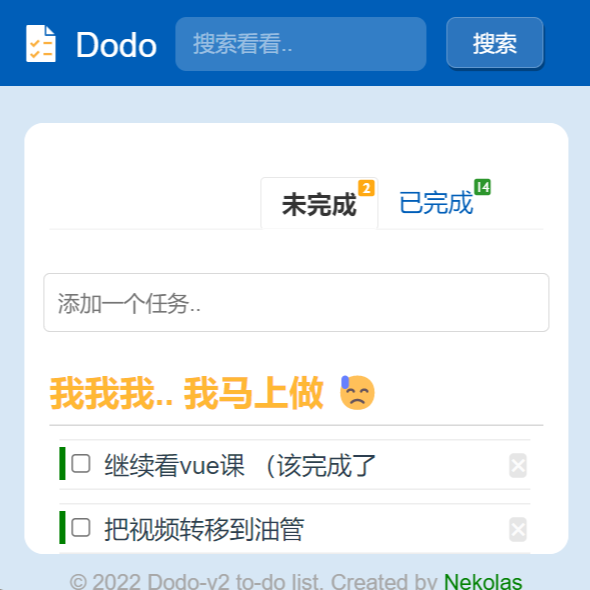 Dodo 搜索看看.. 搜索
未完成 2 已完成 14
添加一个任务..
我我我.. 我马上做
继续看vue课 （该完成了
把视频转移到油管
© 2022 Dodo-v2 to-do list. Created by Nekolas